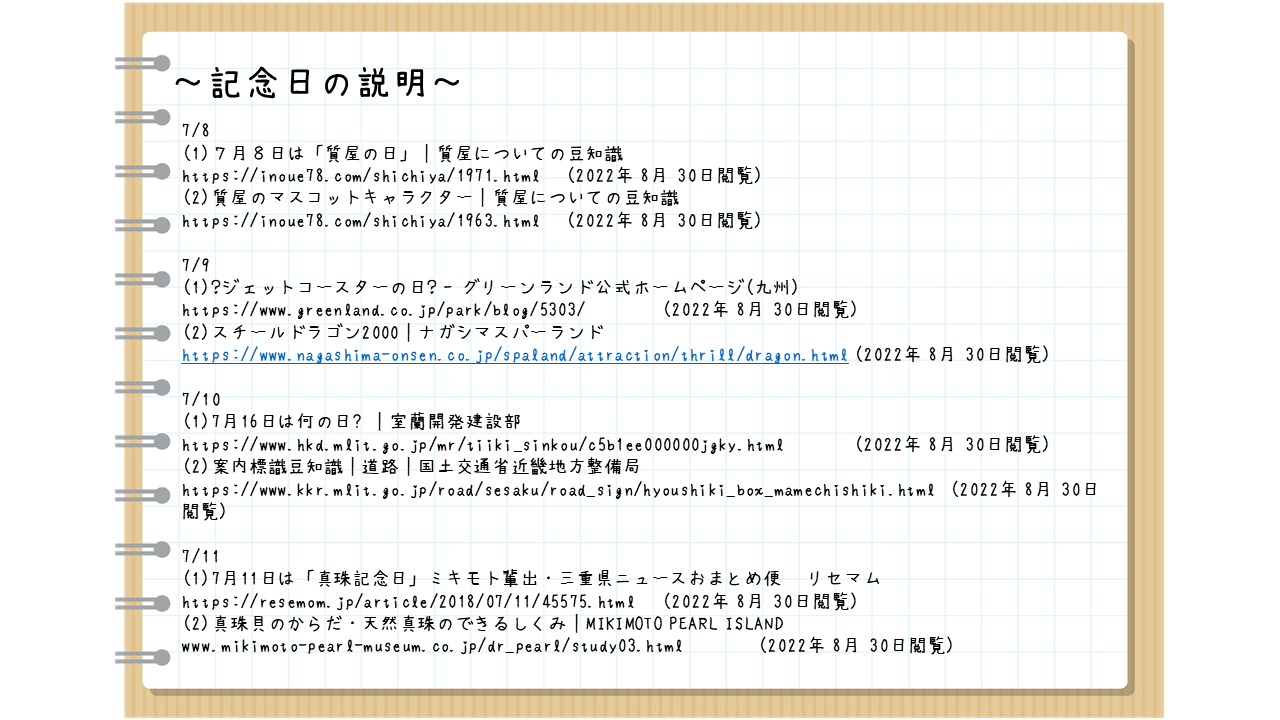 ～記念日の説明～
7/8
(1)７月８日は「質屋の日」｜質屋についての豆知識
https://inoue78.com/shichiya/1971.html　(2022年 8月 30日閲覧)
(2)質屋のマスコットキャラクター｜質屋についての豆知識
https://inoue78.com/shichiya/1963.html　(2022年 8月 30日閲覧)
7/9
(1)?ジェットコースターの日? – グリーンランド公式ホームページ(九州)
https://www.greenland.co.jp/park/blog/5303/　(2022年 8月 30日閲覧)
(2)スチールドラゴン2000｜ナガシマスパーランド
https://www.nagashima-onsen.co.jp/spaland/attraction/thrill/dragon.html (2022年 8月 30日閲覧)
7/10
(1)7月16日は何の日? ｜室蘭開発建設部
https://www.hkd.mlit.go.jp/mr/tiiki_sinkou/c5b1ee000000jgky.html　(2022年 8月 30日閲覧)
(2)案内標識豆知識｜道路｜国土交通省近畿地方整備局
https://www.kkr.mlit.go.jp/road/sesaku/road_sign/hyoushiki_box_mamechishiki.html (2022年 8月 30日
閲覧)
7/11
(1)7月11日は「真珠記念日」ミキモト輩出・三重県ニュースおまとめ便　リセマム
https://resemom.jp/article/2018/07/11/45575.html　(2022年 8月 30日閲覧)
(2)真珠貝のからだ・天然真珠のできるしくみ｜MIKIMOTO PEARL ISLAND
www.mikimoto-pearl-museum.co.jp/dr_pearl/study03.html　(2022年 8月 30日閲覧)